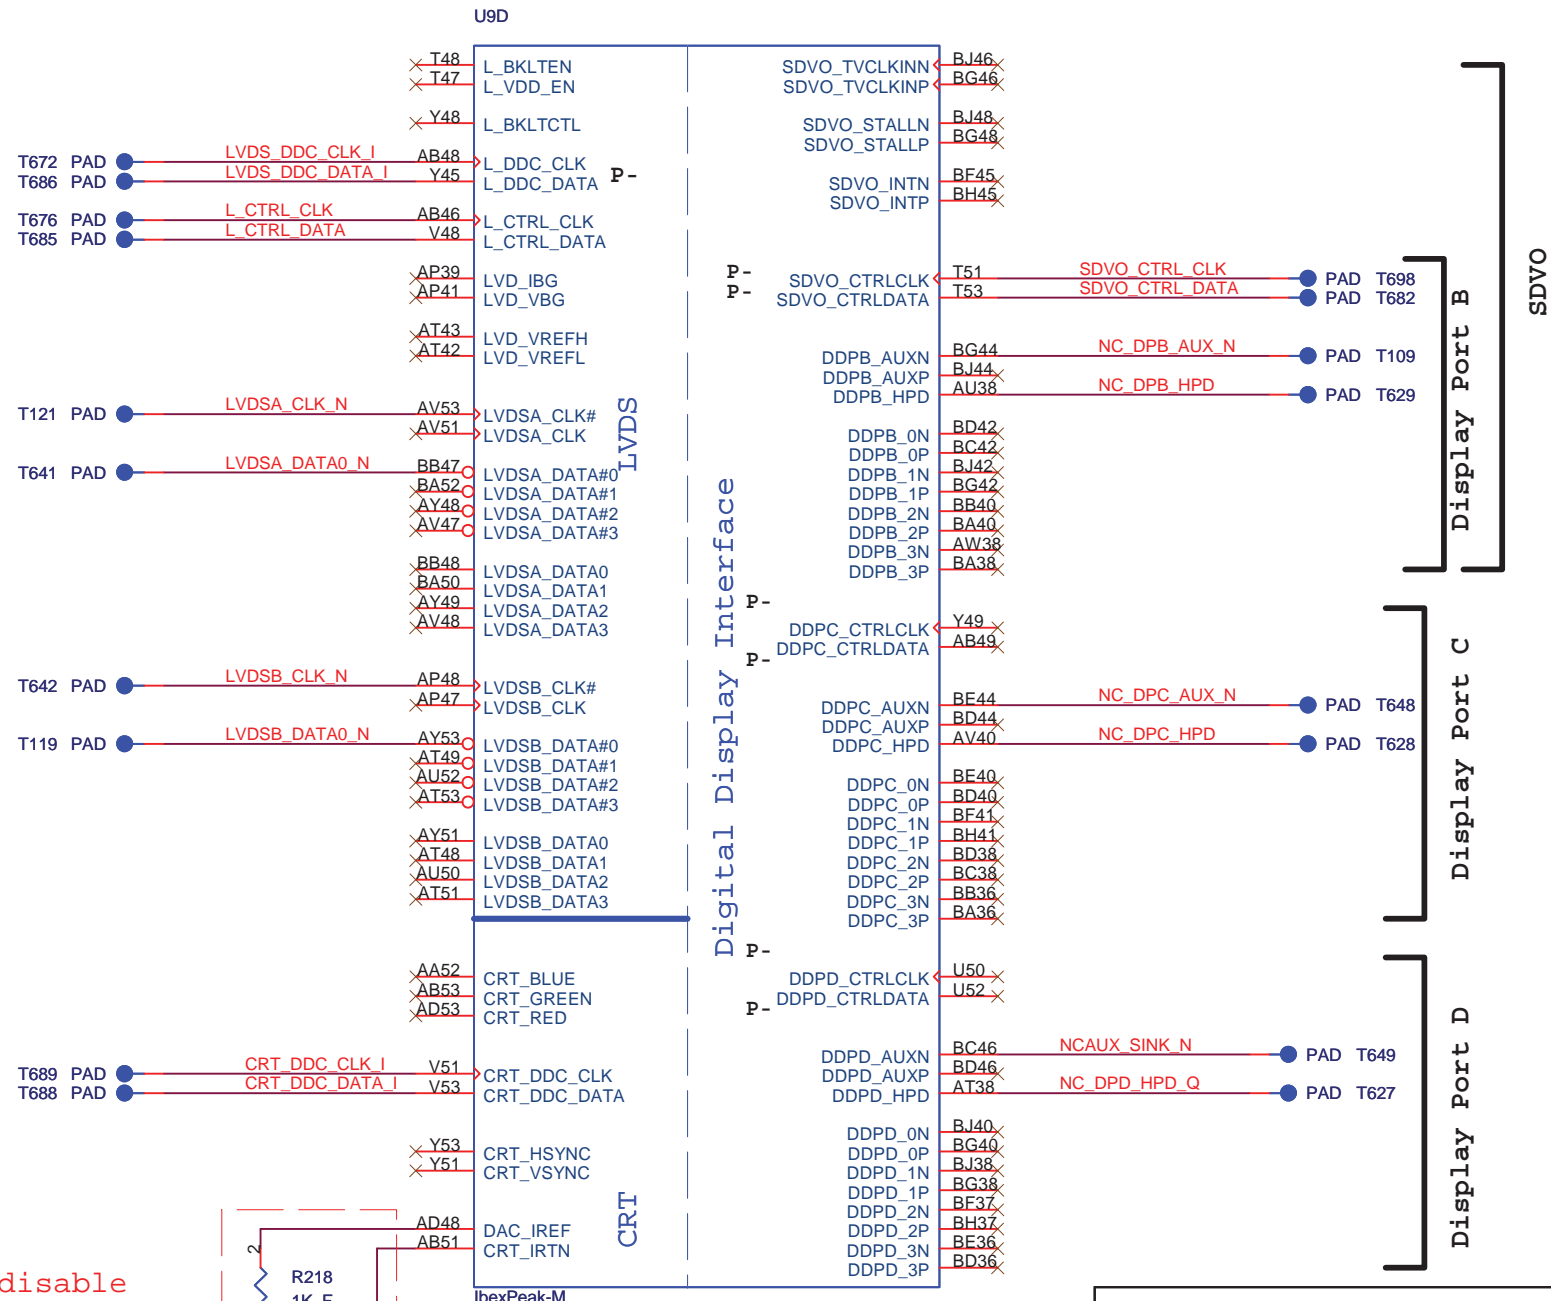 U9D
T48 L_BKLTEN
T47 L_VDD_EN
Y48 L_BKLTCTL
T672 PAD LVDS_DDC_CLK_I AB48 L_DDC_CLK
T686 PAD LVDS_DDC_DATA_I Y45 L_DDC_DATA P-
T676 PAD L_CTRL_CLK AB46 L_CTRL_CLK
T685 PAD L_CTRL_DATA V48 L_CTRL_DATA
AP39 LVD_IBG
AP41 LVD_VBG
AT43 LVD_VREFH
AT42 LVD_VREFL
T121 PAD LVDSA_CLK_N AV53 LVDSA_CLK#
AV51 LVDSA_CLK
T641 PAD LVDSA_DATA0_N BB47 LVDSA_DATA#0
BA52 LVDSA_DATA#1
AY48 LVDSA_DATA#2
AV47 LVDSA_DATA#3
BB48 LVDSA_DATA0
BA50 LVDSA_DATA1
AY49 LVDSA_DATA2
AV48 LVDSA_DATA3
T642 PAD LVDSB_CLK_N AP48 LVDSB_CLK#
AP47 LVDSB_CLK
T119 PAD LVDSB_DATA0_N AY53 LVDSB_DATA#0
AT49 LVDSB_DATA#1
AU52 LVDSB_DATA#2
AT53 LVDSB_DATA#3
AY51 LVDSB_DATA0
AT48 LVDSB_DATA1
AU50 LVDSB_DATA2
AT51 LVDSB_DATA3
LVDS
AA52 CRT_BLUE
AB53 CRT_GREEN
AD53 CRT_RED
T689 PAD CRT_DDC_CLK_I V51 CRT_DDC_CLK
T688 PAD CRT_DDC_DATA_I V53 CRT_DDC_DATA
Y53 CRT_HSYNC
Y51 CRT_VSYNC
AD48 DAC_IREF
AB51 CRT_IRTN
CRT
2
R218
1K_F
disable
IbexPeak-M
Digital Display Interface
SDVO_TVCLKINN BJ46
SDVO_TVCLKINP BG46
SDVO_STALLN BJ48
SDVO_STALLP BG48
SDVO_INTN BF45
SDVO_INTP BH45
P- SDVO_CTRLCLK T51 SDVO_CTRL_CLK PAD T698
P- SDVO_CTRLDATA T53 SDVO_CTRL_DATA PAD T682
DDPB_AUXN BG44 NC_DPB_AUX_N PAD T109
DDPB_AUXP BJ44
DDPB_HPD AU38 NC_DPB_HPD PAD T629
DDPB_0N BD42
DDPB_0P BC42
DDPB_1N BJ42
DDPB_1P BG42
DDPB_2N BB40
DDPB_2P BA40
DDPB_3N AW38
DDPB_3P BA38
Display Port B
SDVO
P-
DDPC_CTRLCLK Y49
P- DDPC_CTRLDATA AB49
DDPC_AUXN BE44 NC_DPC_AUX_N PAD T648
DDPC_AUXP BD44
DDPC_HPD AV40 NC_DPC_HPD PAD T628
DDPC_0N BE40
DDPC_0P BD40
DDPC_1N BF41
DDPC_1P BH41
DDPC_2N BD38
DDPC_2P BC38
DDPC_3N BB36
DDPC_3P BA36
Display Port C
P-
DDPD_CTRLCLK U50
P- DDPD_CTRLDATA U52
DDPD_AUXN BC46 NCAUX_SINK_N PAD T649
DDPD_AUXP BD46
DDPD_HPD AT38 NC_DPD_HPD_Q PAD T627
DDPD_0N BJ40
DDPD_0P BG40
DDPD_1N BJ38
DDPD_1P BG38
DDPD_2N BF37
DDPD_2P BH37
DDPD_3N BE36
DDPD_3P BD36
Display Port D